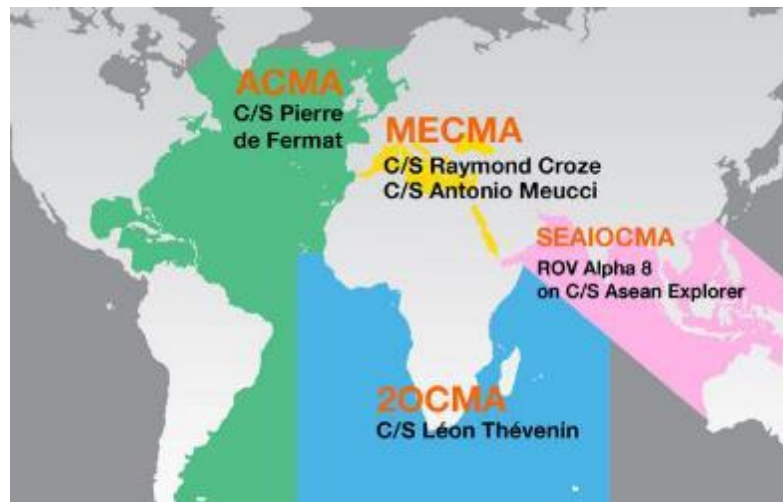 ACMA
C/S Pierre
de Fermat
MECMA
C/S Raymond Croze
C/S Antonio Meucci
SEAIOCMA
ROV Alpha 8
on C/S Asean Explorer
2OCMA
C/S Léon Thévenin